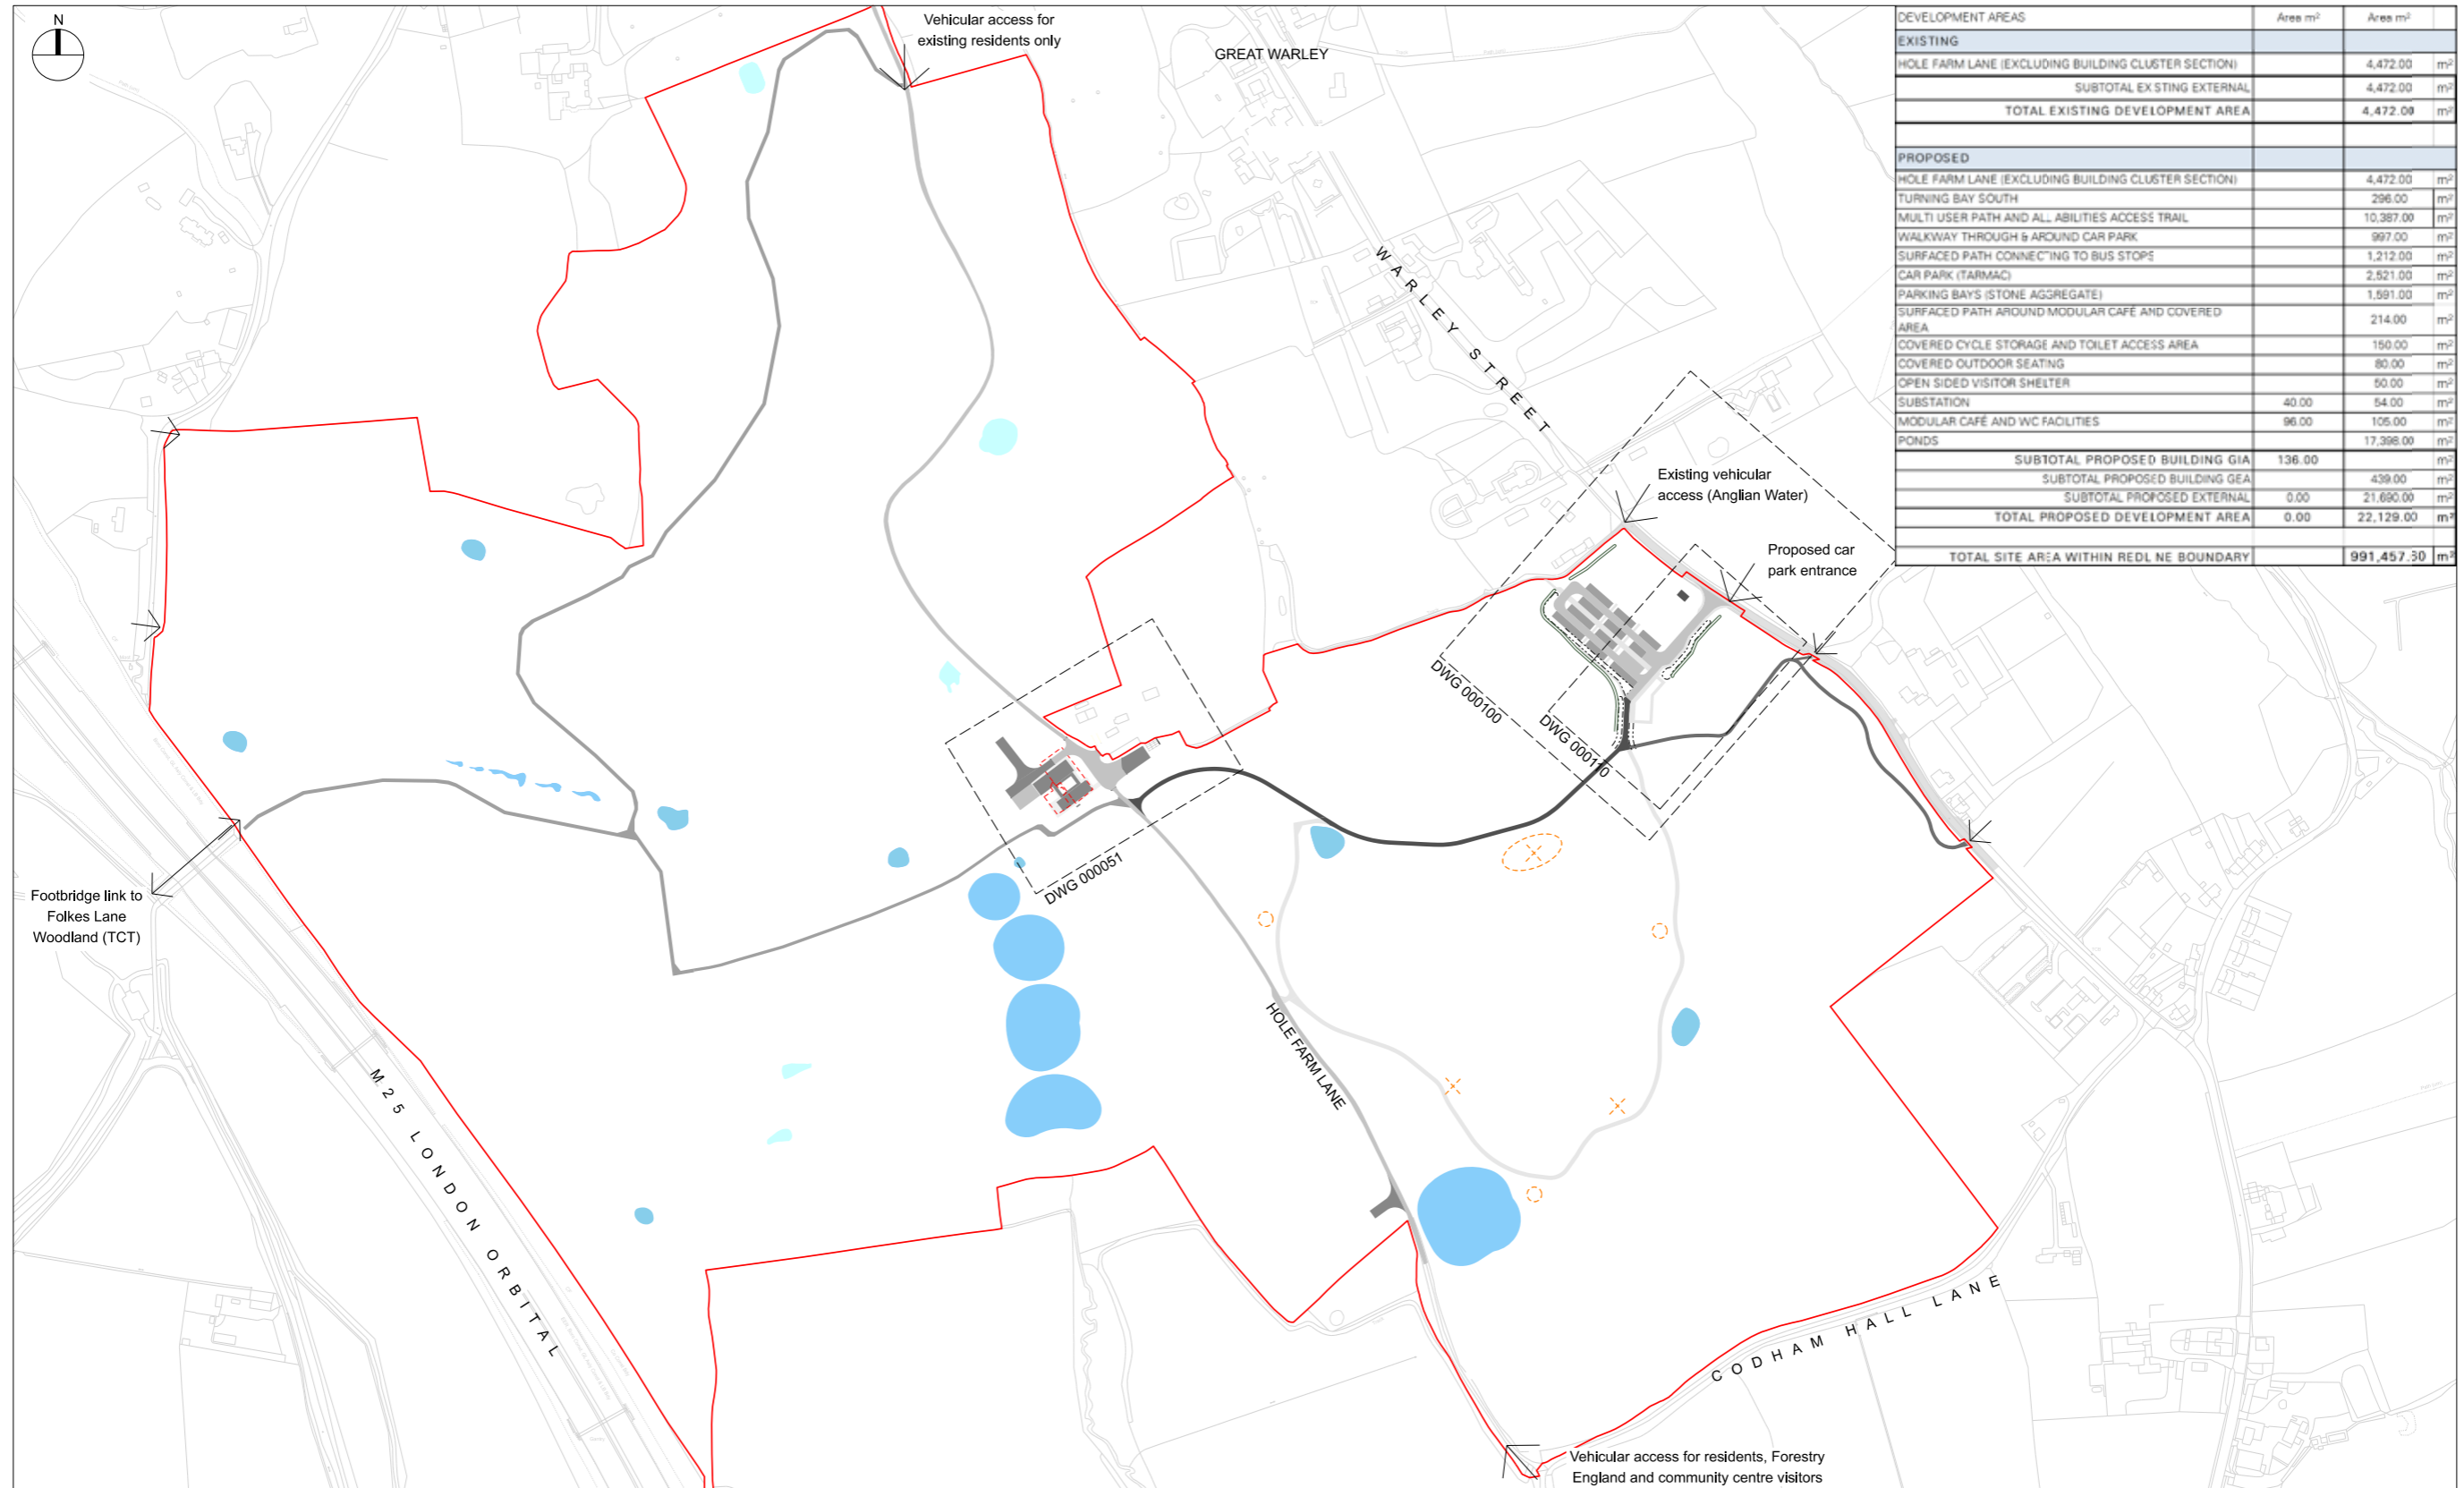 N
Vehicular access for
existing residents only
GREAT WARLEY
WARLEY STREET
Existing vehicular
access (Anglian Water)
Proposed car
park entrance
DWG 000100
DWG 000110
DWG 000051
Footbridge link to
Folkes Lane
Woodland (TCT)
M25 LONDON ORBITAL
HOLE FARM LANE
CODHAM HALL LANE
Vehicular access for residents, Forestry
England and community centre visitors
DEVELOPMENT AREAS Area m² Area m²
EXISTING
HOLE FARM LANE (EXCLUDING BUILDING CLUSTER SECTION) 4,472.00 m²
SUBTOTAL EXISTING EXTERNAL 4,472.00 m²
TOTAL EXISTING DEVELOPMENT AREA 4,472.00 m²
PROPOSED
HOLE FARM LANE (EXCLUDING BUILDING CLUSTER SECTION) 4,472.00 m²
TURNING BAY SOUTH 296.00 m²
MULTI USER PATH AND ALL ABILITIES ACCESS TRAIL 10,387.00 m²
WALKWAY THROUGH & AROUND CAR PARK 997.00 m²
SURFACED PATH CONNECTING TO BUS STOPS 1,212.00 m²
CAR PARK (TARMAC) 2,521.00 m²
PARKING BAYS (STONE AGGREGATE) 1,591.00 m²
SURFACED PATH AROUND MODULAR CAFÉ AND COVERED
AREA 214.00 m²
COVERED CYCLE STORAGE AND TOILET ACCESS AREA 150.00 m²
COVERED OUTDOOR SEATING 80.00 m²
OPEN SIDED VISITOR SHELTER 50.00 m²
SUBSTATION 40.00 54.00 m²
MODULAR CAFÉ AND WC FACILITIES 96.00 105.00 m²
PONDS 17,398.00 m²
SUBTOTAL PROPOSED BUILDING GIA 136.00 m²
SUBTOTAL PROPOSED BUILDING GEA 439.00 m²
SUBTOTAL PROPOSED EXTERNAL 0.00 21,690.00 m²
TOTAL PROPOSED DEVELOPMENT AREA 0.00 22,129.00 m²
TOTAL SITE AREA WITHIN REDLINE BOUNDARY 991,457.60 m²